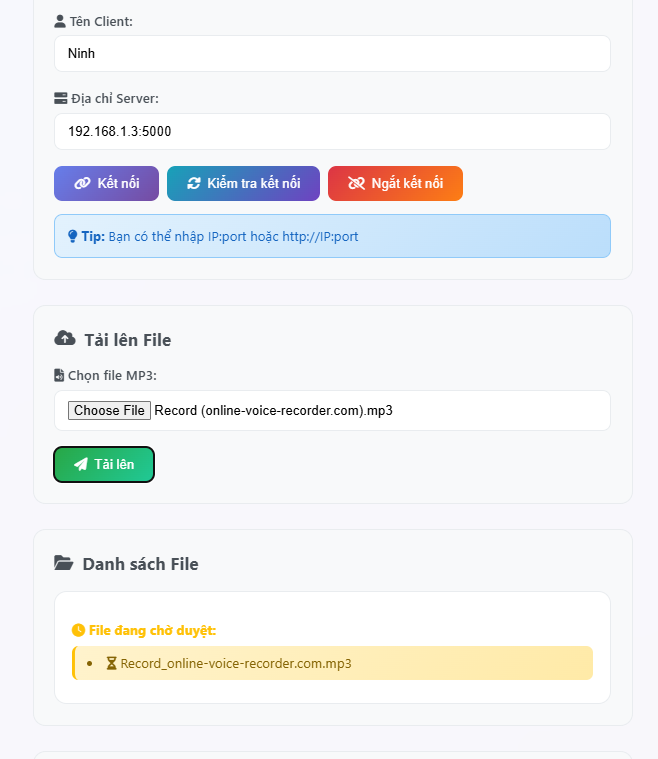 Tên Client:
Ninh
Địa chỉ Server:
192.168.1.3:5000
Kết nối
Kiểm tra kết nối
Ngắt kết nối
Tip: Bạn có thể nhập IP:port hoặc http://IP:port
Tải lên File
Chọn file MP3:
Choose File Record (online-voice-recorder.com).mp3
Tải lên
Danh sách File
File đang chờ duyệt:
Record_online-voice-recorder.com.mp3